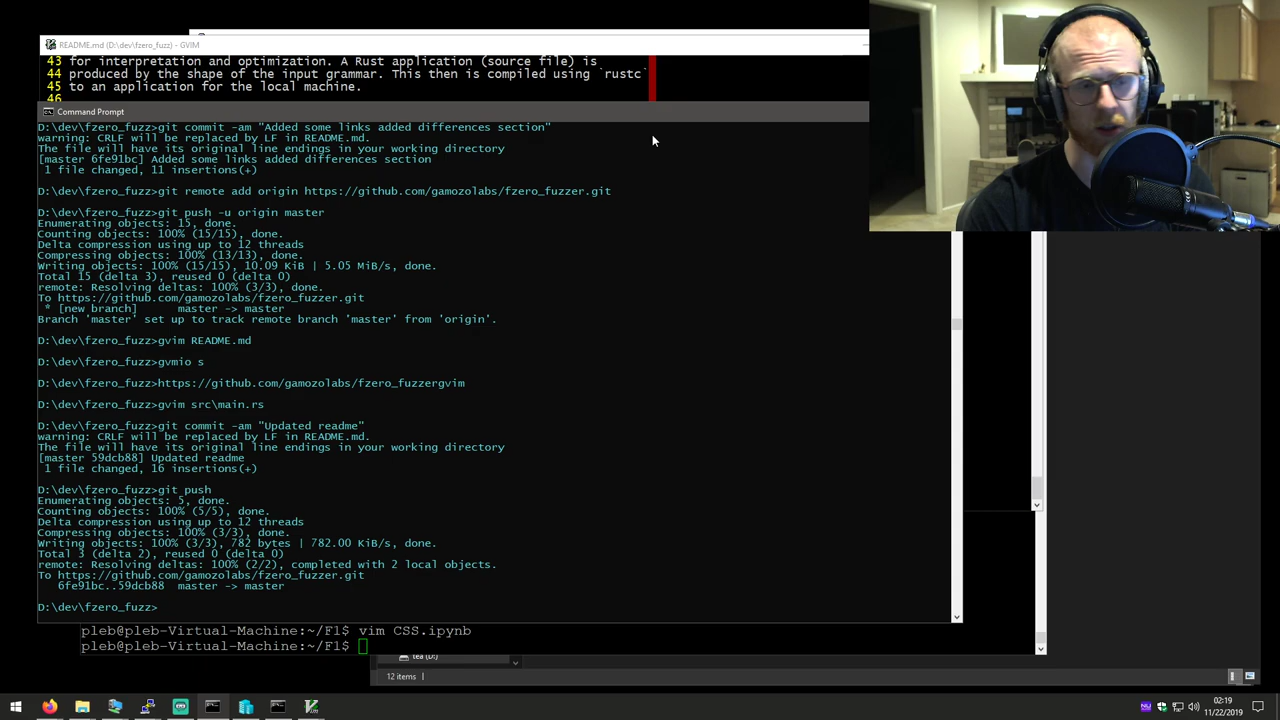 README.md (D:\dev\fzero_fuzz) - GVIM
43 for interpretation and optimization. A Rust application (source file) is
44 produced by the shape of the input grammar. This then is compiled using `rustc`
45 to an application for the local machine.
46
Command Prompt
D:\dev\fzero_fuzz>git commit -am "Added some links added differences section"
warning: CRLF will be replaced by LF in README.md.
The file will have its original line endings in your working directory
[master 6fe91bc] Added some links added differences section
1 file changed, 11 insertions(+)
D:\dev\fzero_fuzz>git remote add origin https://github.com/gamozolabs/fzero_fuzzer.git
D:\dev\fzero_fuzz>git push -u origin master
Enumerating objects: 15, done.
Counting objects: 100% (15/15), done.
Delta compression using up to 12 threads
Compressing objects: 100% (13/13), done.
Writing objects: 100% (15/15), 10.09 KiB | 5.05 MiB/s, done.
Total 15 (delta 3), reused 0 (delta 0)
remote: Resolving deltas: 100% (3/3), done.
To https://github.com/gamozolabs/fzero_fuzzer.git
* [new branch] master -> master
Branch 'master' set up to track remote branch 'master' from 'origin'.
D:\dev\fzero_fuzz>gvim README.md
D:\dev\fzero_fuzz>gvmio s
D:\dev\fzero_fuzz>https://github.com/gamozolabs/fzero_fuzzergvim
D:\dev\fzero_fuzz>gvim src\main.rs
D:\dev\fzero_fuzz>git commit -am "Updated readme"
warning: CRLF will be replaced by LF in README.md.
The file will have its original line endings in your working directory
[master 59dcb88] Updated readme
1 file changed, 16 insertions(+)
D:\dev\fzero_fuzz>git push
Enumerating objects: 5, done.
Counting objects: 100% (5/5), done.
Delta compression using up to 12 threads
Compressing objects: 100% (3/3), done.
Writing objects: 100% (3/3), 782 bytes | 782.00 KiB/s, done.
Total 3 (delta 2), reused 0 (delta 0)
remote: Resolving deltas: 100% (2/2), completed with 2 local objects.
To https://github.com/gamozolabs/fzero_fuzzer.git
6fe91bc..59dcb88 master -> master
D:\dev\fzero_fuzz>
pleb@pleb-Virtual-Machine:~/F1$ vim CSS.ipynb
pleb@pleb-Virtual-Machine:~/F1$
tea (D:)
12 items
02:19
11/22/2019